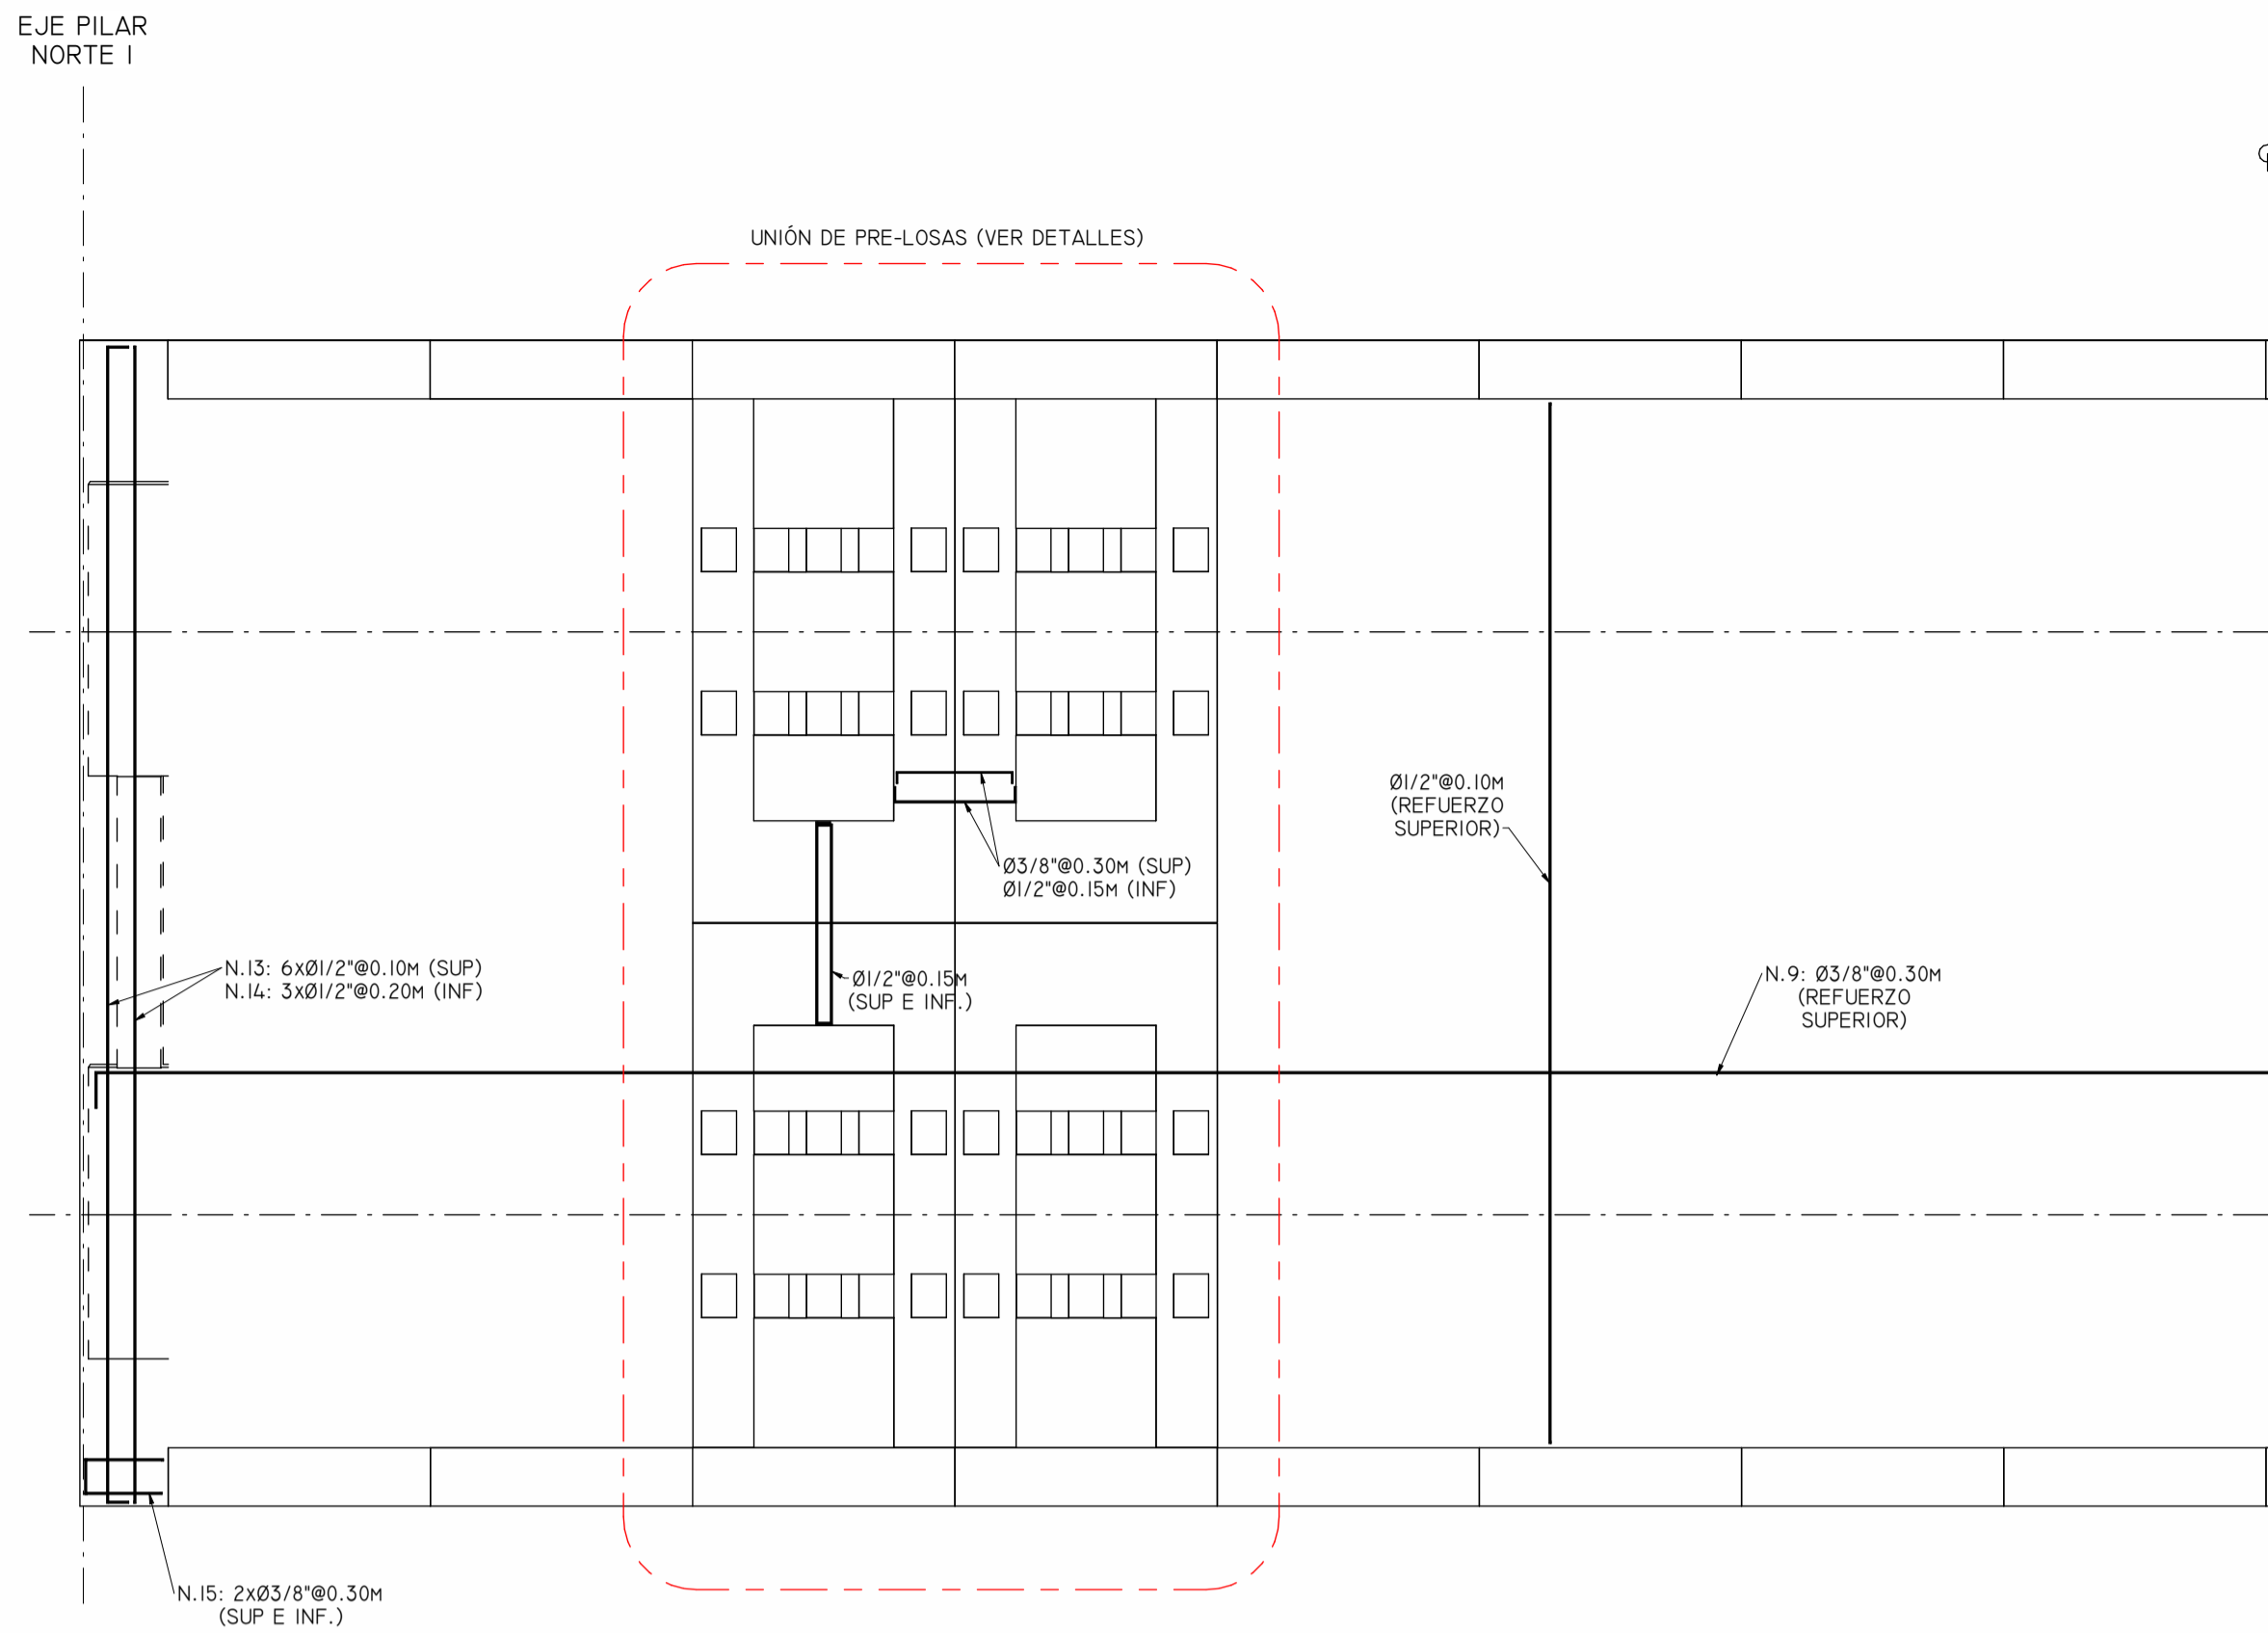 EJE PILAR
NORTE 1
UNIÓN DE PRE-LOSAS (VER DETALLES)
Ø1/2"@0.10M
(REFUERZO
SUPERIOR)
Ø3/8"@0.30M (SUP)
Ø1/2"@0.15M (INF)
N.13: 6XØ1/2"@0.10M (SUP)
N.14: 3XØ1/2"@0.20M (INF)
Ø1/2"@0.15M
(SUP E INF.)
N.9: Ø3/8"@0.30M
(REFUERZO
SUPERIOR)
N.15: 2XØ3/8"@0.30M
(SUP E INF.)